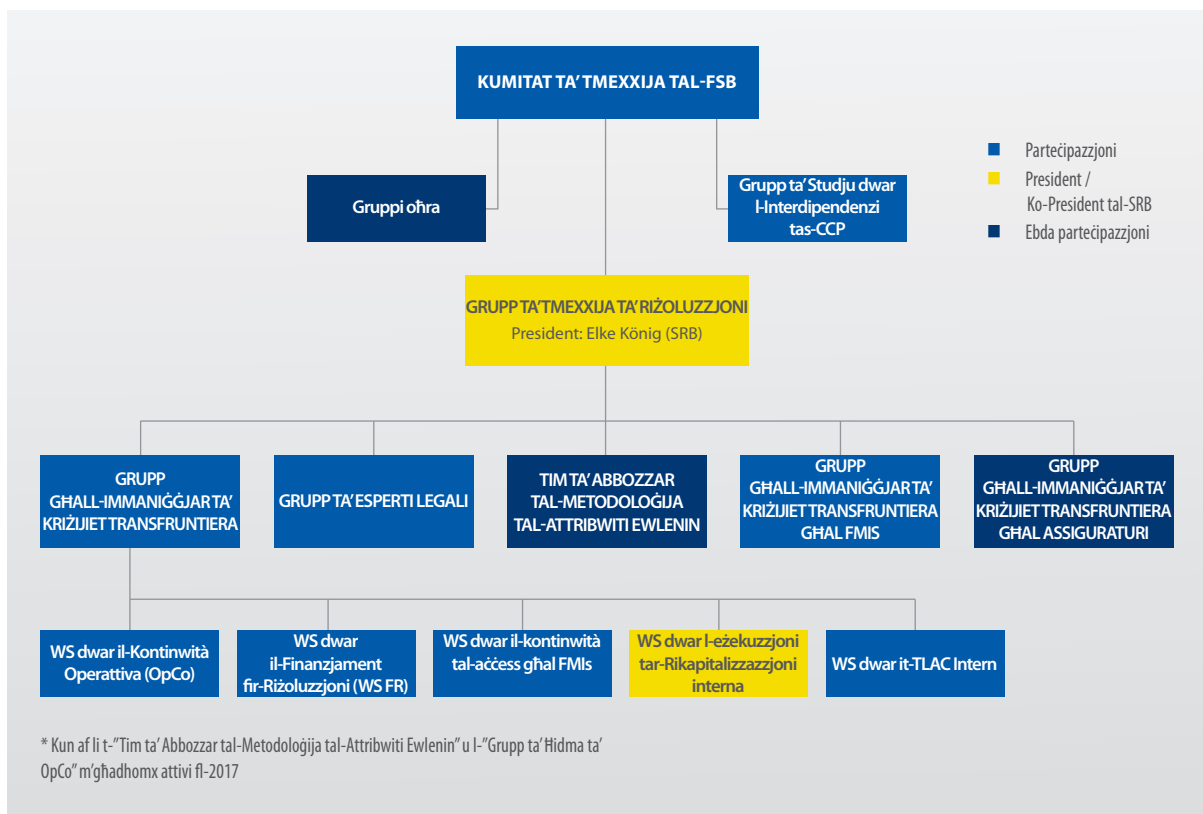 KUMITAT TA' TMEXXIJA TAL-FSB
Parteċipazzjoni
President /
Ko-President tal-SRB
Ebda parteċipazzjoni
Gruppi oħra
Grupp ta' Studju dwar
l-Interdipendenzi
tas-CCP
GRUPP TA' TMEXXIJA TA' RIŻOLUZZJONI
President: Elke König (SRB)
GRUPP
GĦALL-IMMANIĠĠJAR TA'
KRIŻIJIET TRANSFRUNTIERA
GRUPP TA' ESPERTI LEGALI
TIM TA' ABBOZZAR
TAL-METODOLOĠIJA
TAL-ATTRIBWITI EWLENIN
GRUPP
GĦALL-IMMANIĠĠJAR TA'
KRIŻIJIET TRANSFRUNTIERA
GĦAL FMIS
GRUPP
GĦALL-IMMANIĠĠJAR TA'
KRIŻIJIET TRANSFRUNTIERA
GĦAL ASSIGURATURI
WS dwar il-Kontinwità
Operattiva (OpCo)
WS dwar
il-Finanzjament
fir-Riżoluzzjoni (WS FR)
WS dwar il-kontinwità
tal-aċċess għal FMIs
WS dwar l-eżekuzzjoni
tar-Rikapitalizzazzjoni
interna
WS dwar it-TLAC Intern
* Kun af li t-"Tim ta' Abbozzar tal-Metodoloġija tal-Attribwiti Ewlenin" u l-"Grupp ta' Ħidma ta'
OpCo" m'għadhomx attivi fl-2017